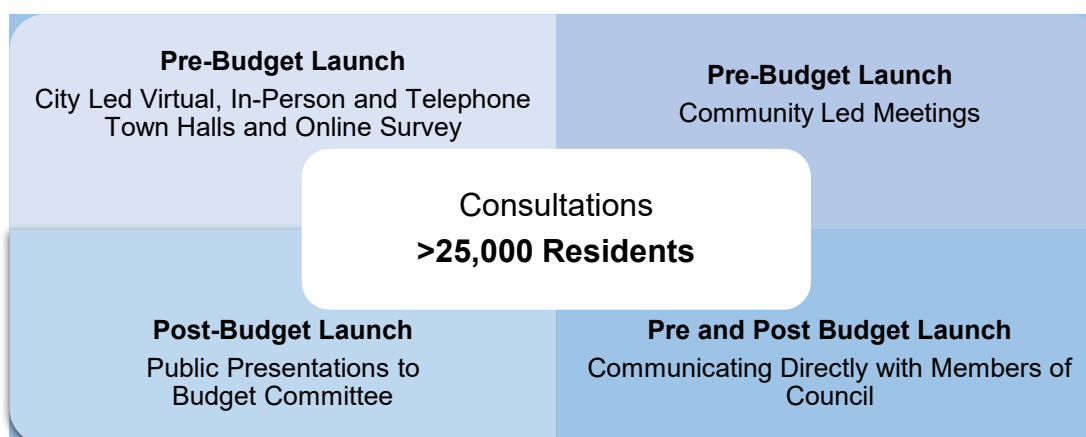 Pre-Budget Launch
City Led Virtual, In-Person and Telephone
Town Halls and Online Survey
Pre-Budget Launch
Community Led Meetings
Consultations
>25,000 Residents
Post-Budget Launch
Public Presentations to
Budget Committee
Pre and Post Budget Launch
Communicating Directly with Members of
Council